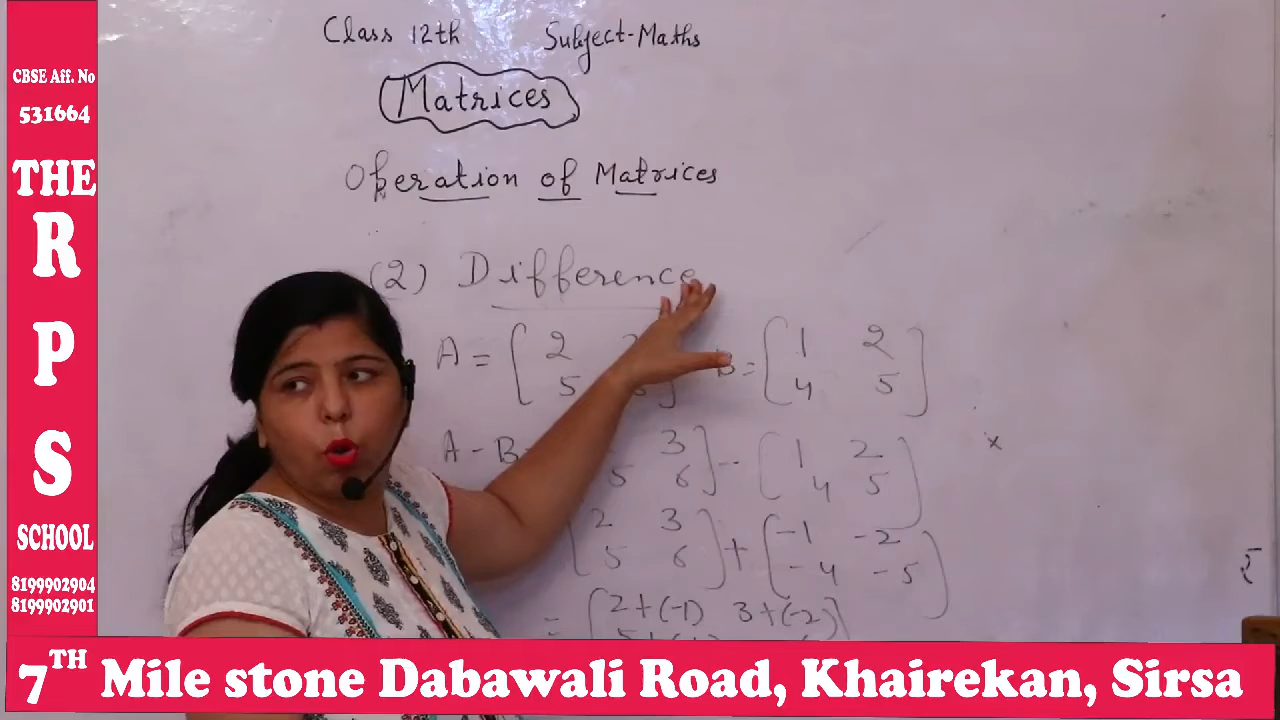 CBSE Aff. No
531664
THE
R
P
S
SCHOOL
8199902904
8199902901
Class 12th Subject-Maths
Matrices
Operation of Matrices
(2) Difference
A = [ 2
5 ] B = [ 1 2
4 5 ]
A - B 3
5 6 ] - [ 1 2
4 5 ]
[ 2 3
5 6 ] + [ -1 -2
-4 -5 ]
= [ 2+(-1) 3+(-2) ]
7TH Mile stone Dabawali Road, Khairekan, Sirsa